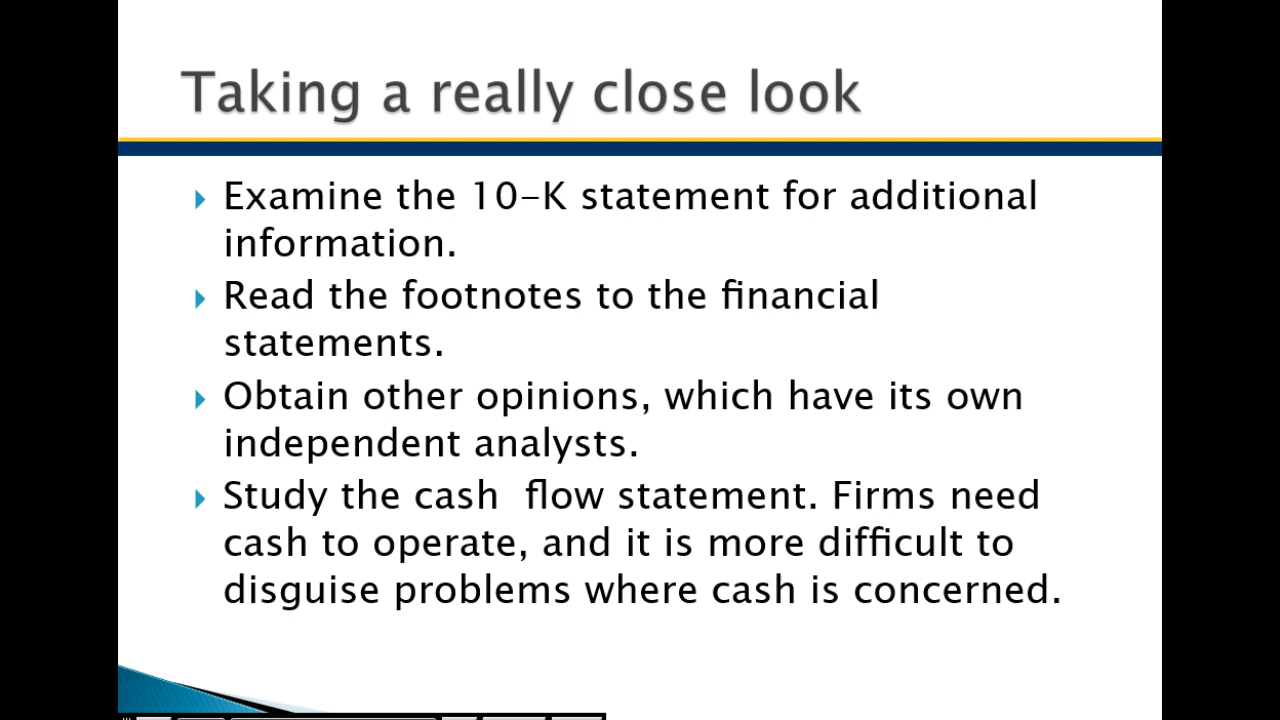 Taking a really close look
Examine the 10-K statement for additional
information.
Read the footnotes to the financial
statements.
Obtain other opinions, which have its own
independent analysts.
Study the cash  flow statement. Firms need
cash to operate, and it is more difficult to
disguise problems where cash is concerned.